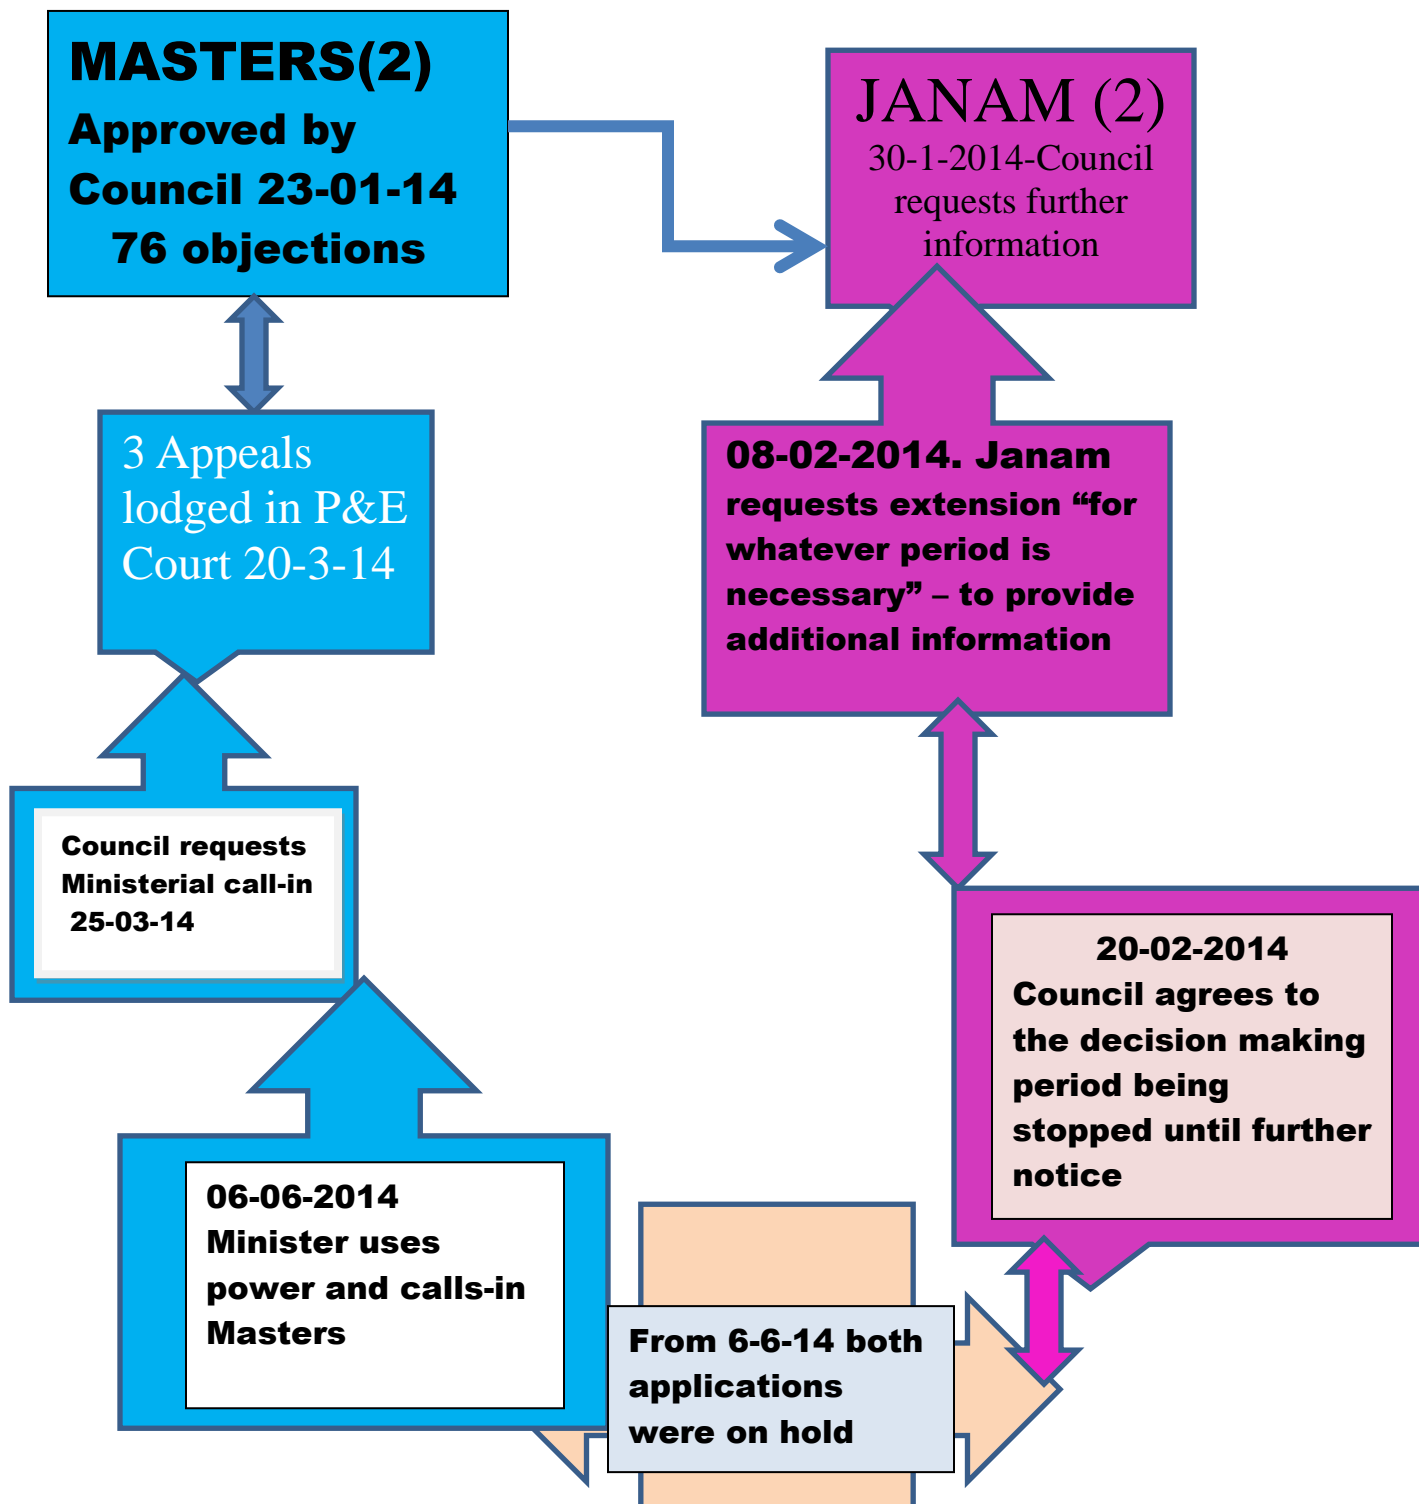 MASTERS(2)
Approved by
Council 23-01-14
76 objections
JANAM (2)
30-1-2014-Council
requests further
information
3 Appeals
lodged in P&E
Court 20-3-14
08-02-2014. Janam
requests extension “for
whatever period is
necessary” – to provide
additional information
Council requests
Ministerial call-in
25-03-14
20-02-2014
Council agrees to
the decision making
period being
stopped until further
notice
06-06-2014
Minister uses
power and calls-in
Masters
From 6-6-14 both
applications
were on hold